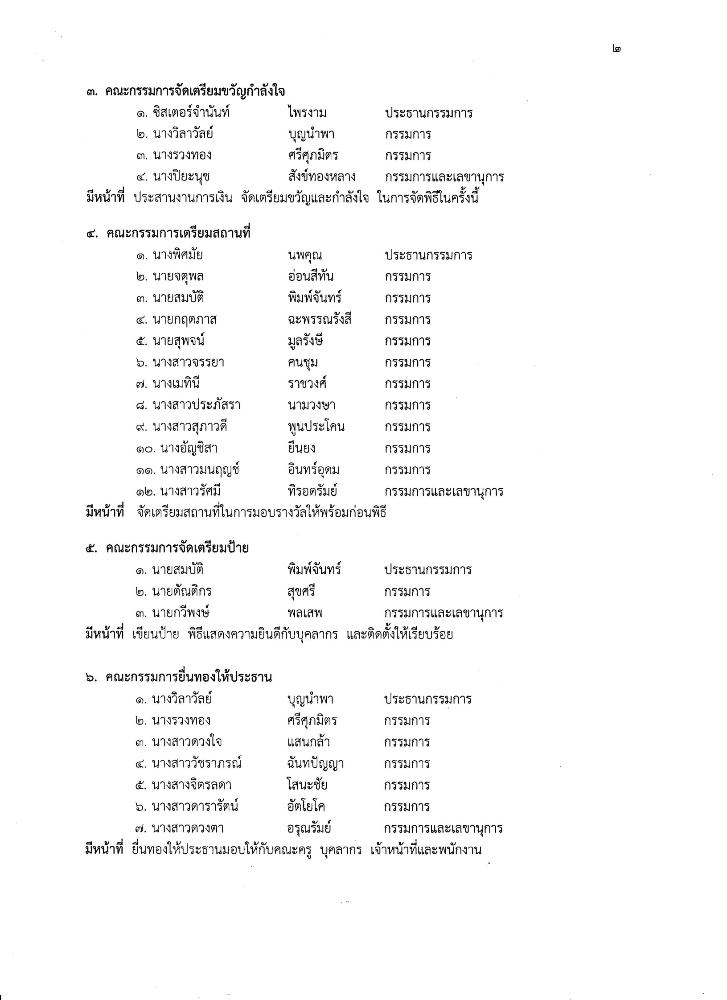 ๒
๓. คณะกรรมการจัดเตรียมขวัญกำลังใจ
๑. ซิสเตอร์จำนันท์ ไพรงาม ประธานกรรมการ
๒. นางวิลาวัลย์ บุญนำพา กรรมการ
๓. นางรวงทอง ศรีศุภมิตร กรรมการ
๔. นางปิยะนุช สังข์ทองหลาง กรรมการและเลขานุการ
มีหน้าที่ ประสานงานการเงิน จัดเตรียมขวัญและกำลังใจ ในการจัดพิธีในครั้งนี้
๔. คณะกรรมการเตรียมสถานที่
๑. นางพิศมัย นพคุณ ประธานกรรมการ
๒. นายจตุพล อ่อนสีทัน กรรมการ
๓. นายสมบัติ พิมพ์จันทร์ กรรมการ
๔. นายกฤตภาส ฉะพรรณรังสี กรรมการ
๕. นายสุพจน์ มูลรังษี กรรมการ
๖. นางสาวจรรยา คนชุม กรรมการ
๗. นางเมทินี ราชวงศ์ กรรมการ
๘. นางสาวประภัสรา นามวงษา กรรมการ
๙. นางสาวสุภาวดี พูนประโคน กรรมการ
๑๐. นางอัญชิสา ยืนยง กรรมการ
๑๑. นางสาวมนฤญช์ อินทร์อุดม กรรมการ
๑๒. นางสาวรัศมี ทิรอดรัมย์ กรรมการและเลขานุการ
มีหน้าที่ จัดเตรียมสถานที่ในการมอบรางวัลให้พร้อมก่อนพิธี
๕. คณะกรรมการจัดเตรียมป้าย
๑. นายสมบัติ พิมพ์จันทร์ ประธานกรรมการ
๒. นายตัณติกร สุขศรี กรรมการ
๓. นายกวีพงษ์ พลเสพ กรรมการและเลขานุการ
มีหน้าที่ เขียนป้าย พิธีแสดงความยินดีกับบุคลากร และติดตั้งให้เรียบร้อย
๖. คณะกรรมการยื่นทองให้ประธาน
๑. นางวิลาวัลย์ บุญนำพา ประธานกรรมการ
๒. นางรวงทอง ศรีศุภมิตร กรรมการ
๓. นางสาวดวงใจ แสนกล้า กรรมการ
๔. นางสาววัชราภรณ์ ฉันทปัญญา กรรมการ
๕. นางสางจิตรลดา โสนะชัย กรรมการ
๖. นางสาวดารารัตน์ อัตโยโค กรรมการ
๗. นางสาวดวงตา อรุณรัมย์ กรรมการและเลขานุการ
มีหน้าที่ ยื่นทองให้ประธานมอบให้กับคณะครู บุคลากร เจ้าหน้าที่และพนักงาน